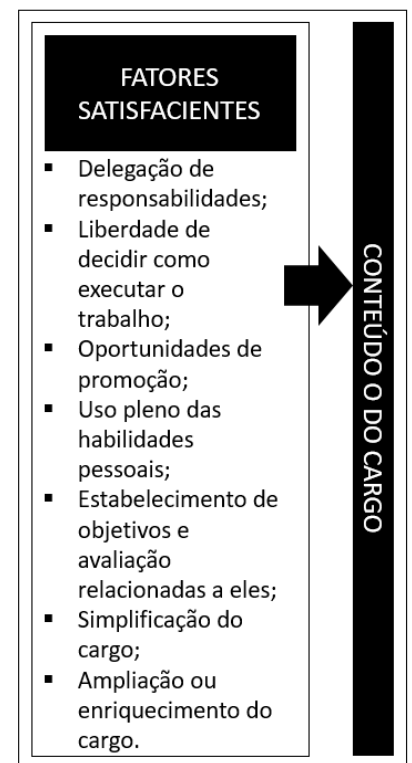 FATORES
SATISFACIENTES
▪ Delegação de
responsabilidades;
▪ Liberdade de
decidir como
executar o
trabalho;
▪ Oportunidades de
promoção;
▪ Uso pleno das
habilidades
pessoais;
▪ Estabelecimento de
objetivos e
avaliação
relacionadas a eles;
▪ Simplificação do
cargo;
▪ Ampliação ou
enriquecimento do
cargo.
CONTEÚDO O DO CARGO